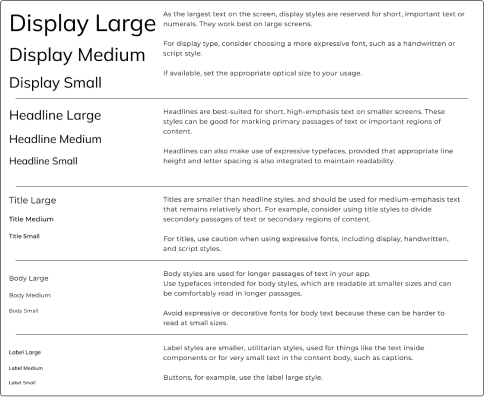 Display Large
As the largest text on the screen, display styles are reserved for short, important text or
numerals. They work best on large screens.
Display Medium
For display type, consider choosing a more expressive font, such as a handwritten or
script style.
Display Small
If available, set the appropriate optical size to your usage.
Headline Large
Headlines are best-suited for short, high-emphasis text on smaller screens. These
styles can be good for marking primary passages of text or important regions of
content.
Headline Medium
Headlines can also make use of expressive typefaces, provided that appropriate line
height and letter spacing is also integrated to maintain readability.
Headline Small
Title Large
Titles are smaller than headline styles, and should be used for medium-emphasis text
that remains relatively short. For example, consider using title styles to divide
secondary passages of text or secondary regions of content.
Title Medium
Title Small
For titles, use caution when using expressive fonts, including display, handwritten,
and script styles.
Body Large
Body styles are used for longer passages of text in your app.
Use typefaces intended for body styles, which are readable at smaller sizes and can
be comfortably read in longer passages.
Body Medium
Body Small
Avoid expressive or decorative fonts for body text because these can be harder to
read at small sizes.
Label Large
Label styles are smaller, utilitarian styles, used for things like the text inside
components or for very small text in the content body, such as captions.
Label Medium
Buttons, for example, use the label large style.
Label Small